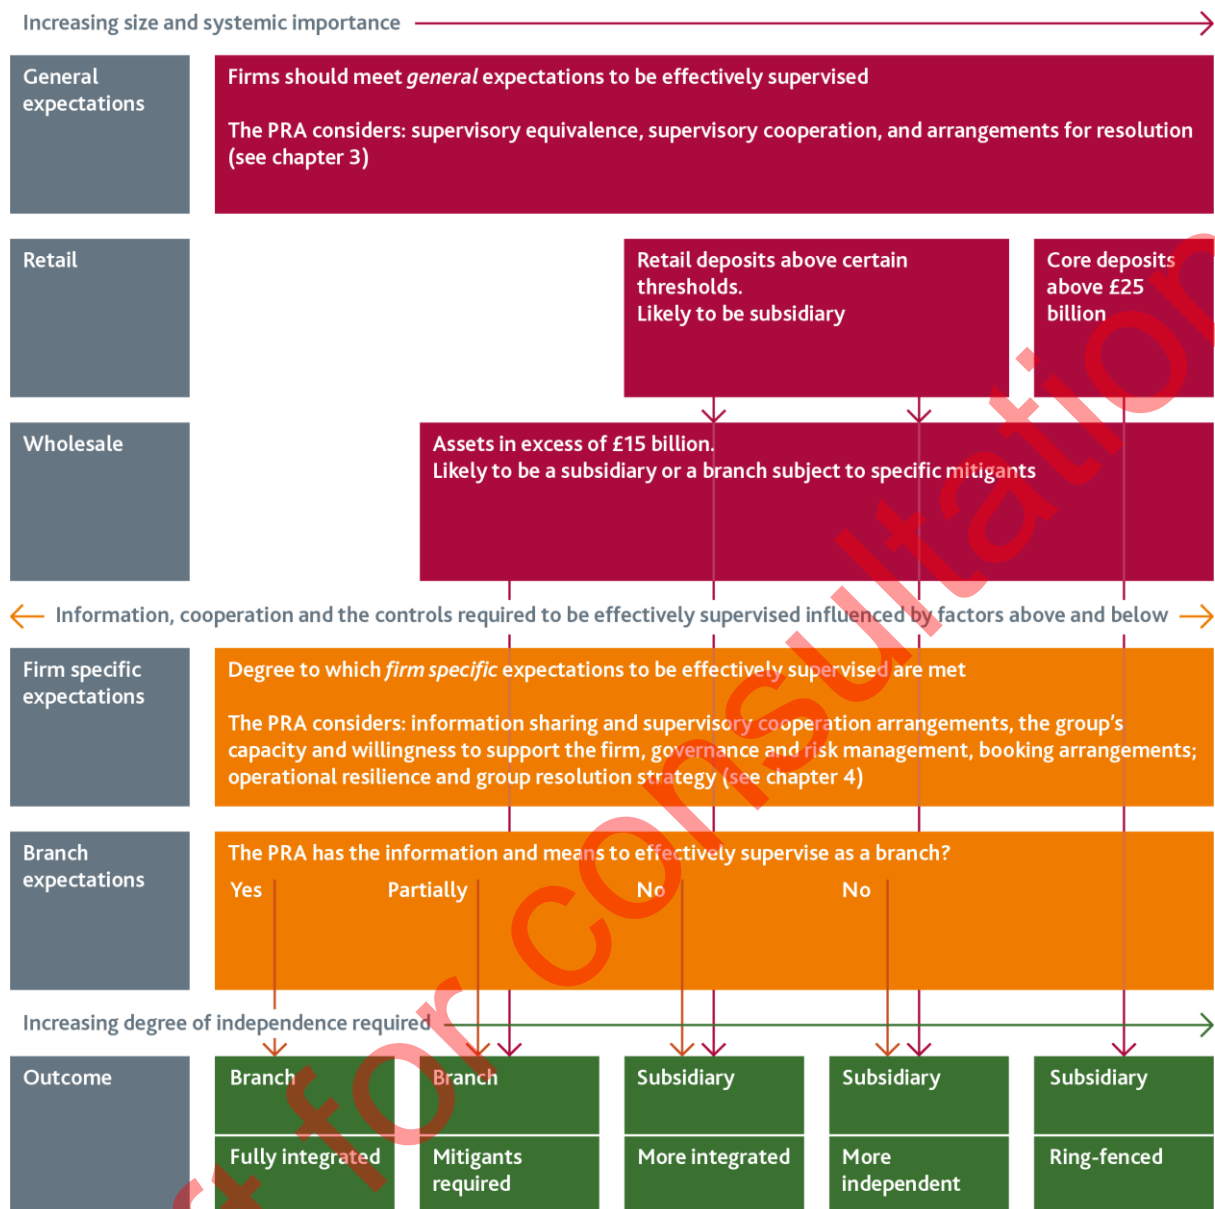 Increasing size and systemic importance
General
expectations
Firms should meet general expectations to be effectively supervised
The PRA considers: supervisory equivalence, supervisory cooperation, and arrangements for resolution
(see chapter 3)
Retail
Retail deposits above certain
thresholds.
Likely to be subsidiary
Core deposits
above £25
billion
Wholesale
Assets in excess of £15 billion.
Likely to be a subsidiary or a branch subject to specific mitigants
Information, cooperation and the controls required to be effectively supervised influenced by factors above and below
Firm specific
expectations
Degree to which firm specific expectations to be effectively supervised are met
The PRA considers: information sharing and supervisory cooperation arrangements, the group's
capacity and willingness to support the firm, governance and risk management, booking arrangements;
operational resilience and group resolution strategy (see chapter 4)
Branch
expectations
The PRA has the information and means to effectively supervise as a branch?
Yes
Partially
No
No
Increasing degree of independence required
Outcome
Branch
Branch
Subsidiary
Subsidiary
Subsidiary
Fully integrated
Mitigants
required
More integrated
More
independent
Ring-fenced
for consultation